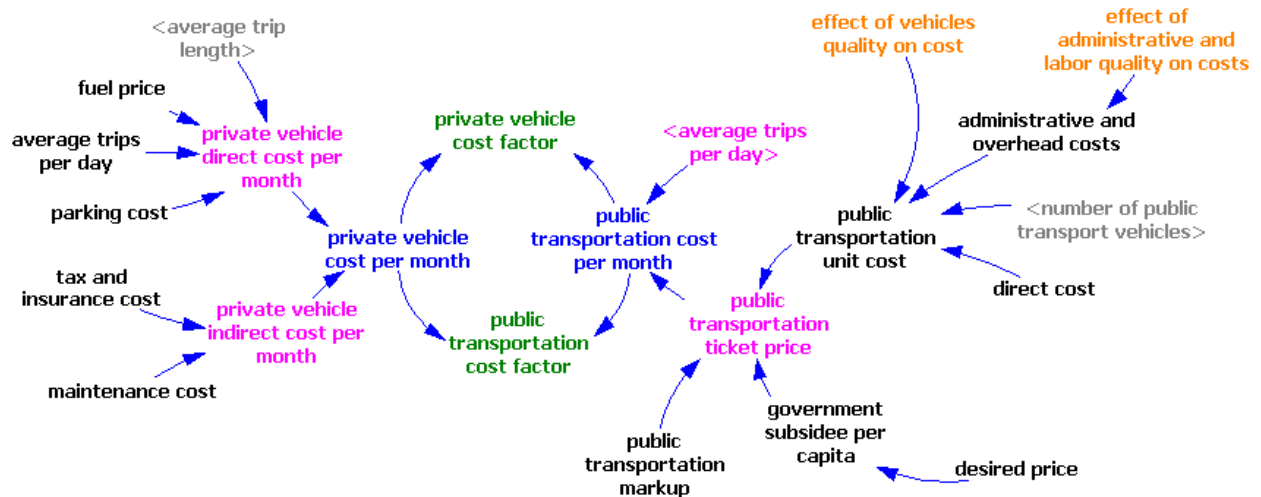 <average trip
length>
fuel price
average trips
per day
private vehicle
direct cost per
month
parking cost
tax and
insurance cost
private vehicle
indirect cost per
month
maintenance cost
private vehicle
cost per month
private vehicle
cost factor
public
transportation
cost factor
<average trips
per day>
public
transportation cost
per month
public
transportation
ticket price
public
transportation
markup
government
subsidee per
capita
desired price
effect of vehicles
quality on cost
effect of
administrative and
labor quality on costs
administrative and
overhead costs
public
transportation
unit cost
<number of public
transport vehicles>
direct cost